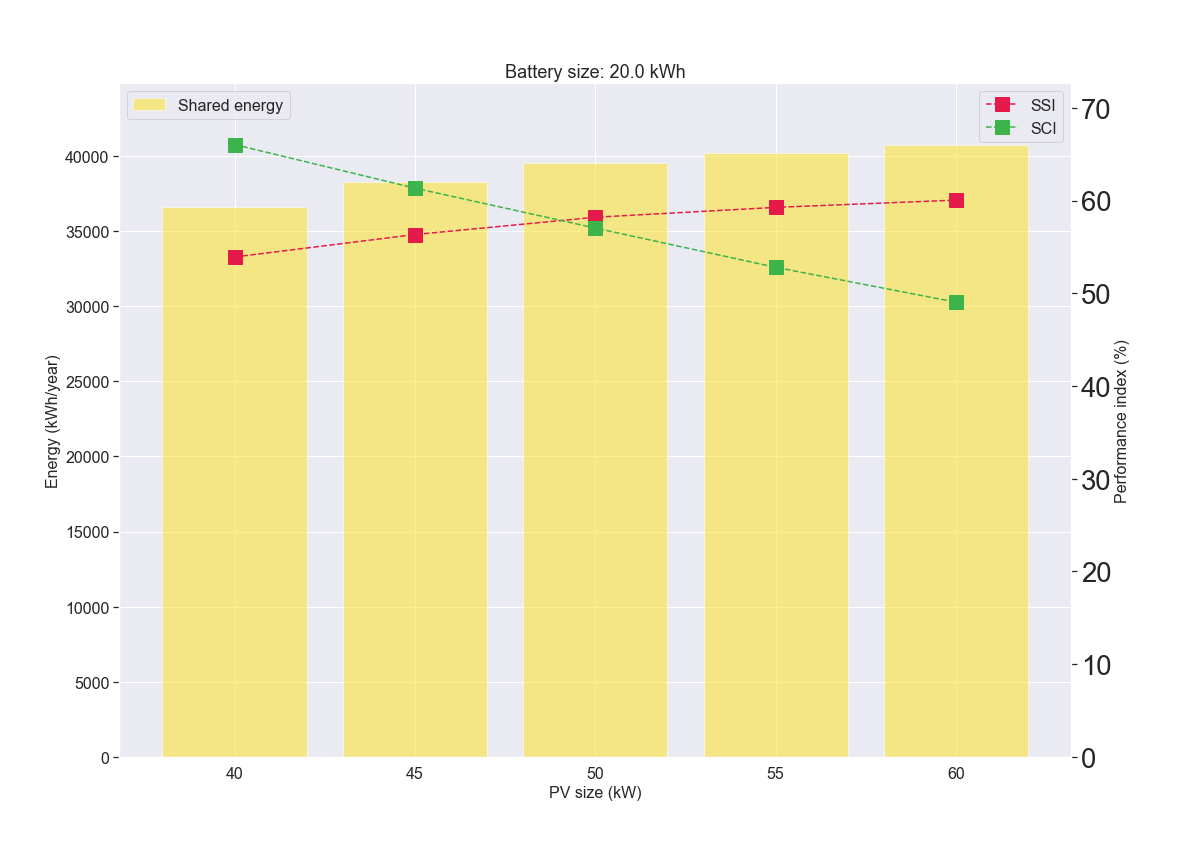 Battery size: 20.0 kWh
Shared energy
SSI
SCI
Energy (kWh/year)
40000
35000
30000
25000
20000
15000
10000
5000
0
70
60
50
40
30
20
10
0
Performance index (%)
40 45 50 55 60
PV size (kW)